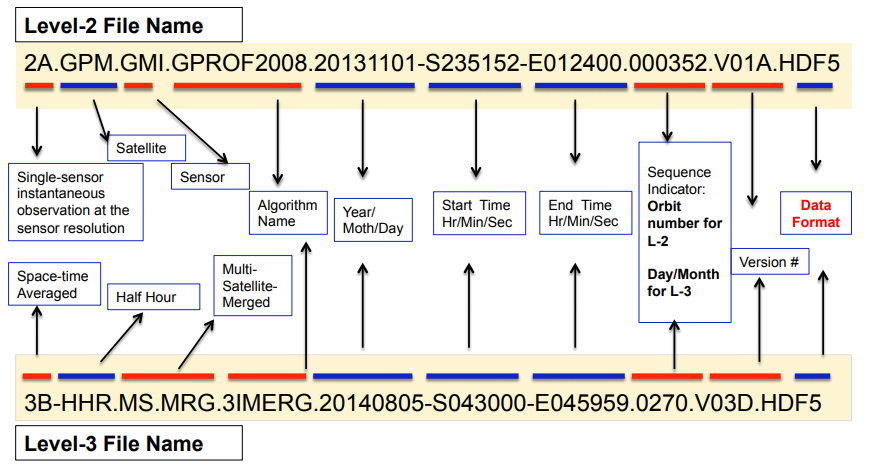 Level-2 File Name
2A.GPM.GMI.GPROF2008.20131101-S235152-E012400.000352.V01A.HDF5
Satellite
Single-sensor
instantaneous
observation at the
sensor resolution
Sensor
Algorithm
Name
Year/
Moth/Day
Start Time
Hr/Min/Sec
End Time
Hr/Min/Sec
Sequence
Indicator:
Orbit
number for
L-2
Day/Month
for L-3
Data
Format
Version #
Space-time
Averaged
Half Hour
Multi-
Satellite-
Merged
3B-HHR.MS.MRG.3IMERG.20140805-S043000-E045959.0270.V03D.HDF5
Level-3 File Name